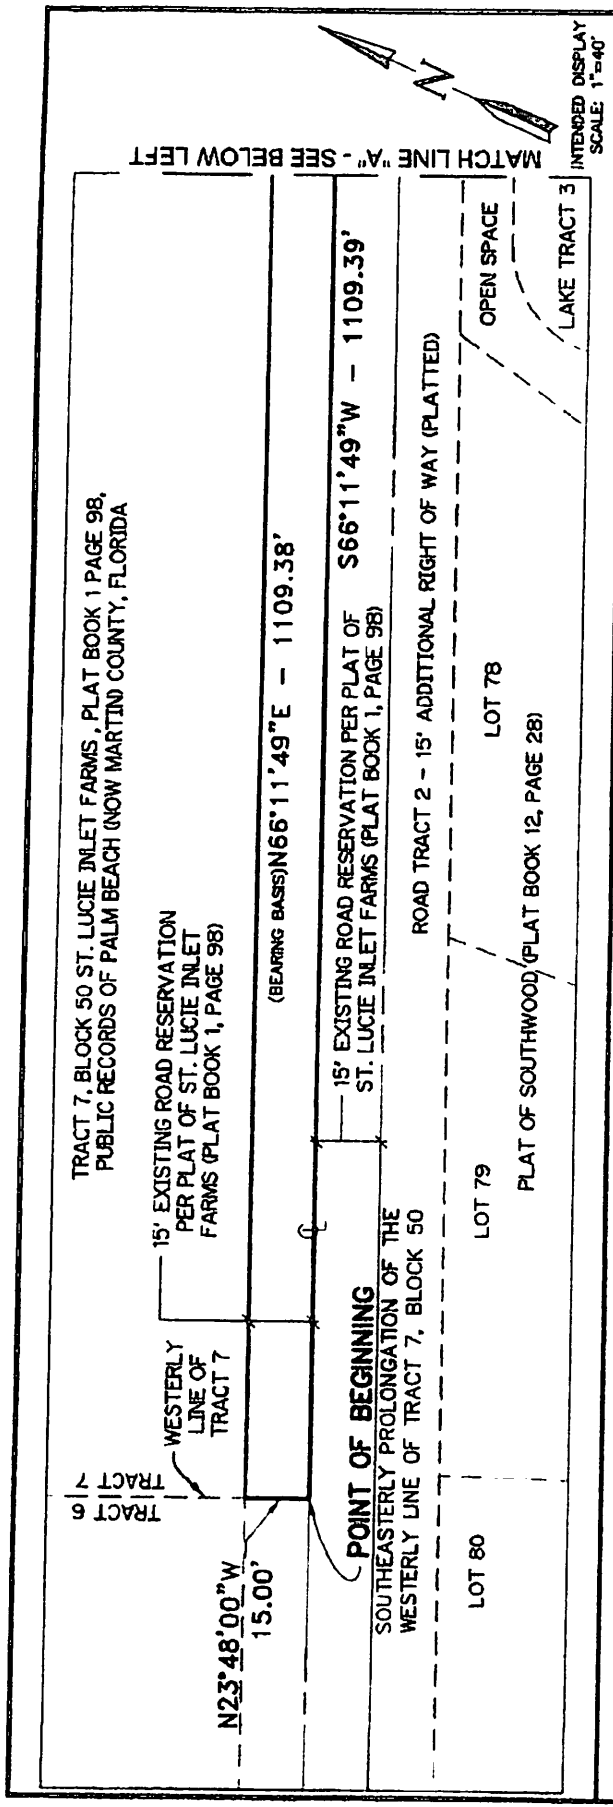 TRACT 7, BLOCK 50 ST. LUCIE INLET FARMS, PLAT BOOK 1 PAGE 98,
PUBLIC RECORDS OF PALM BEACH (NOW MARTIN) COUNTY, FLORIDA
TRACT 6
TRACT 7
WESTERLY
LINE OF
TRACT 7
15' EXISTING ROAD RESERVATION
PER PLAT OF ST. LUCIE INLET
FARMS (PLAT BOOK 1, PAGE 98)
N23°48'00"W
15.00'
(BEARING BASIS)N66°11'49"E - 1109.38'
POINT OF BEGINNING
SOUTHEASTERLY PROLONGATION OF THE
WESTERLY LINE OF TRACT 7, BLOCK 50
15' EXISTING ROAD RESERVATION PER PLAT OF
ST. LUCIE INLET FARMS (PLAT BOOK 1, PAGE 98)
S66°11'49"W - 1109.39'
ROAD TRACT 2 - 15' ADDITIONAL RIGHT OF WAY (PLATTED)
LOT 80
LOT 79
LOT 78
OPEN SPACE
PLAT OF SOUTHWOOD (PLAT BOOK 12, PAGE 28)
LAKE TRACT 3
MATCH LINE "A" - SEE BELOW LEFT
N
INTENDED DISPLAY
SCALE: 1"=40'